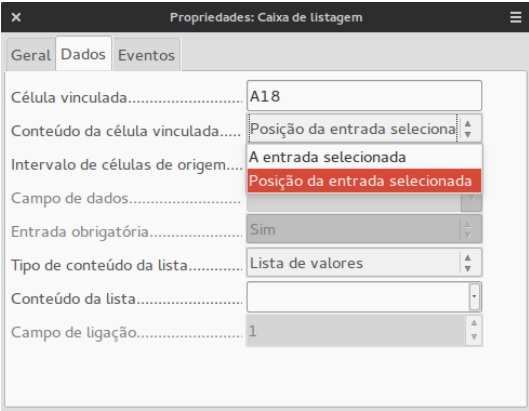 Propriedades: Caixa de listagem
Geral Dados Eventos
Célula vinculada........................... A18
Conteúdo da célula vinculada..... Posição da entrada seleciona
A entrada selecionada
Intervalo de células de origem....
Posição da entrada selecionada
Campo de dados........................
Entrada obrigatória.................... Sim
Tipo de conteúdo da lista............. Lista de valores
Conteúdo da lista.......................
Campo de ligação....................... 1